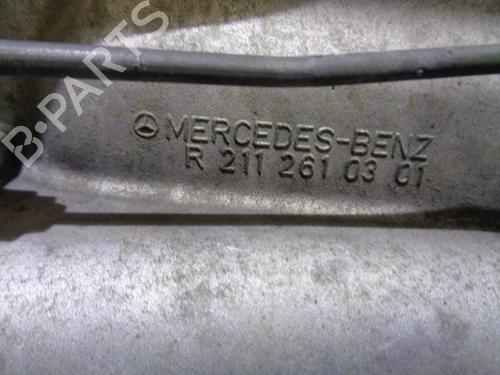 MERCEDES-BENZ
R 211 261 03 01
B-PARTS